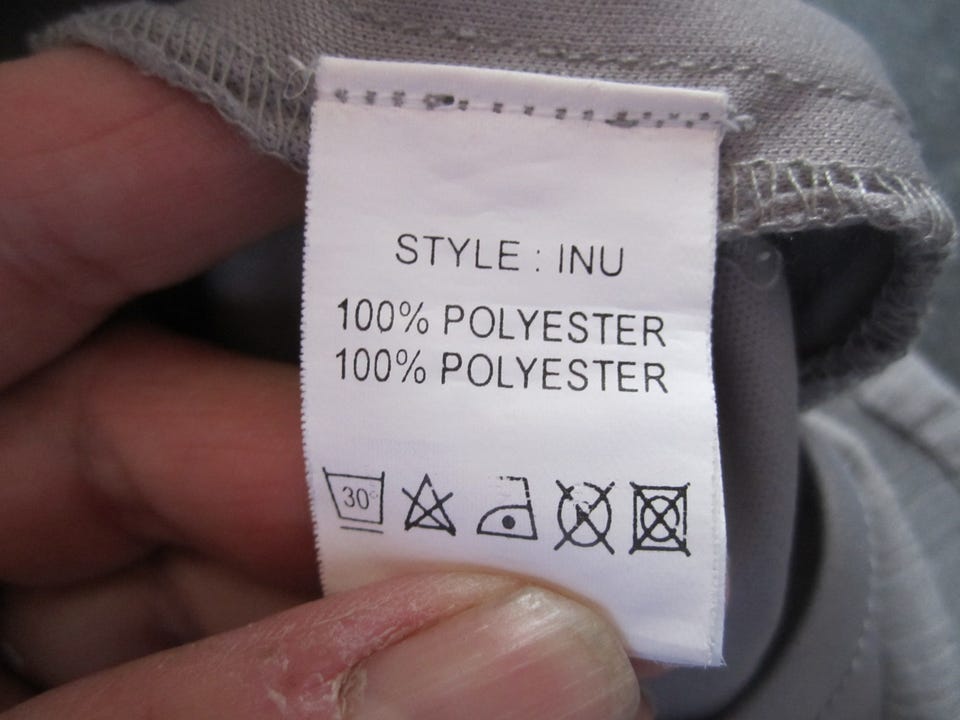 STYLE : INU
100% POLYESTER
100% POLYESTER
30°